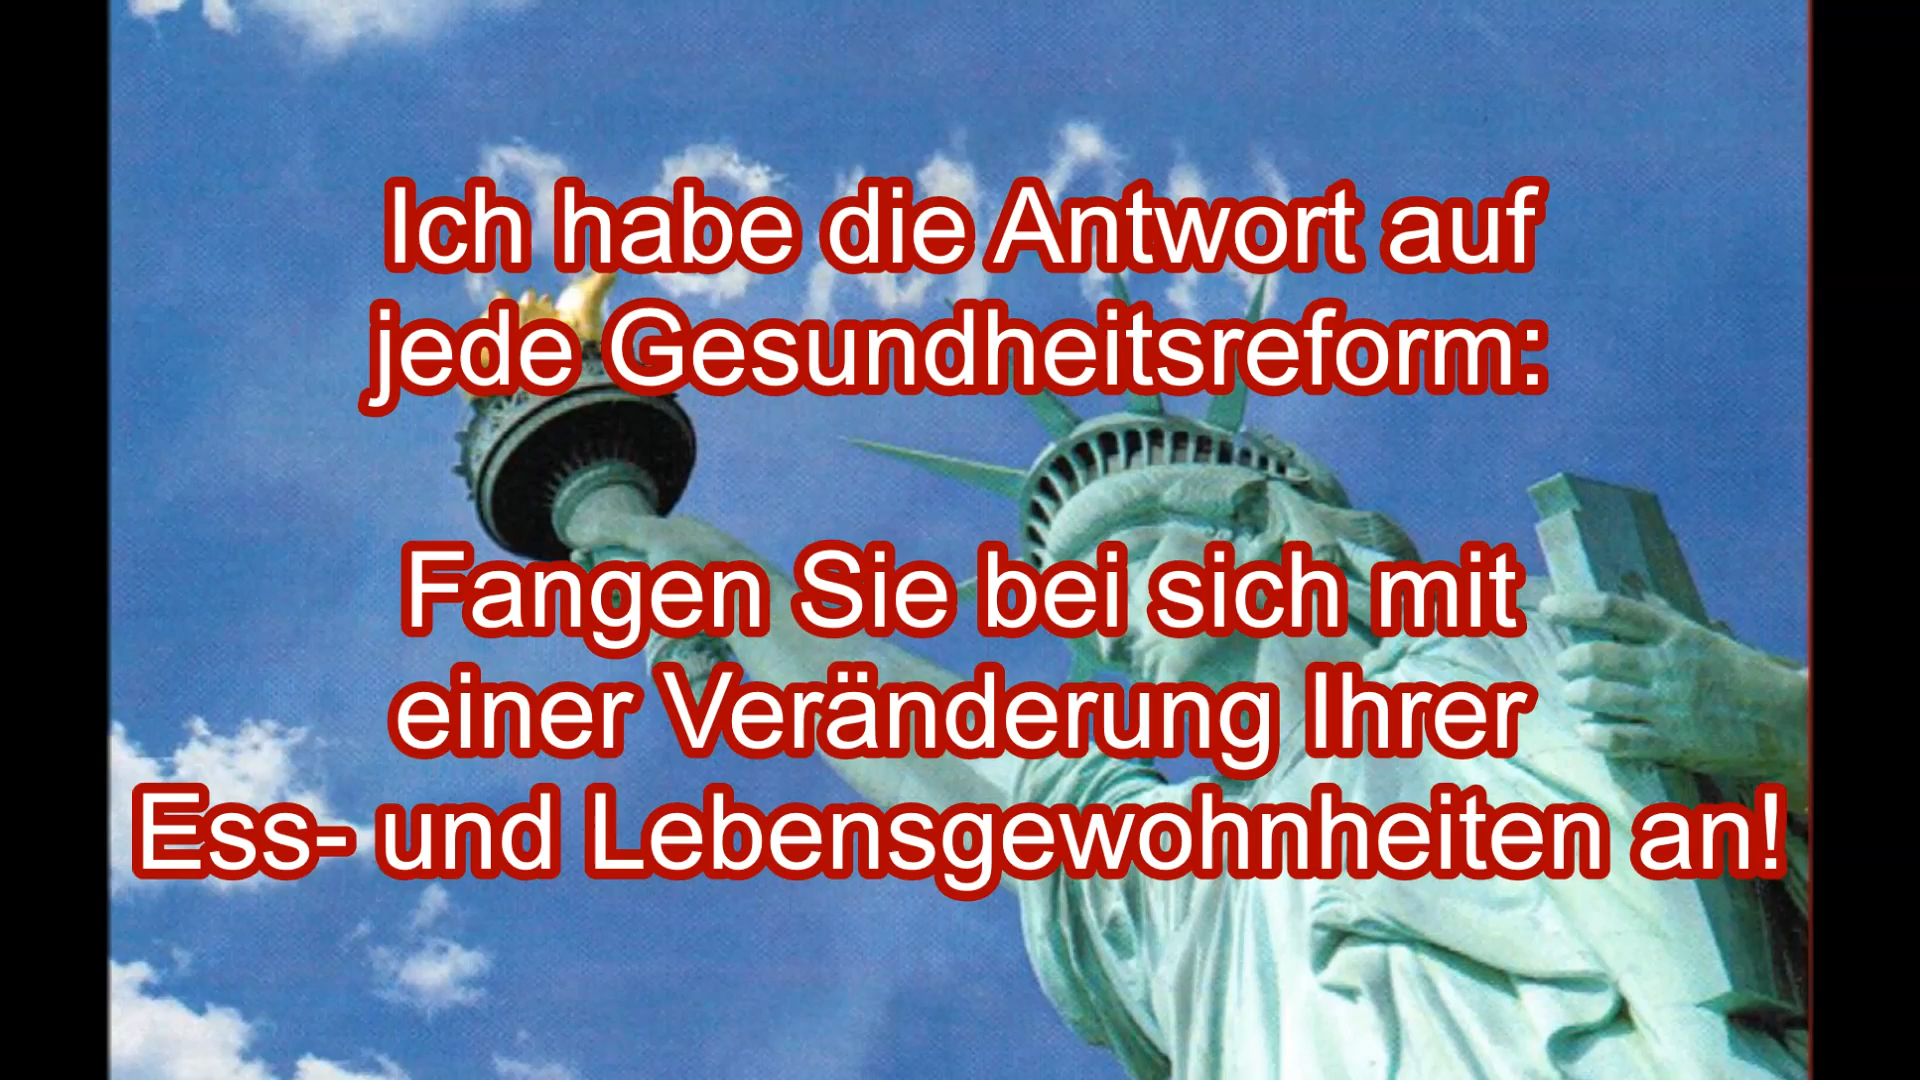 Ich habe die Antwort auf
jede Gesundheitsreform:
Fangen Sie bei sich mit
einer Veränderung Ihrer
Ess- und Lebensgewohnheiten an!